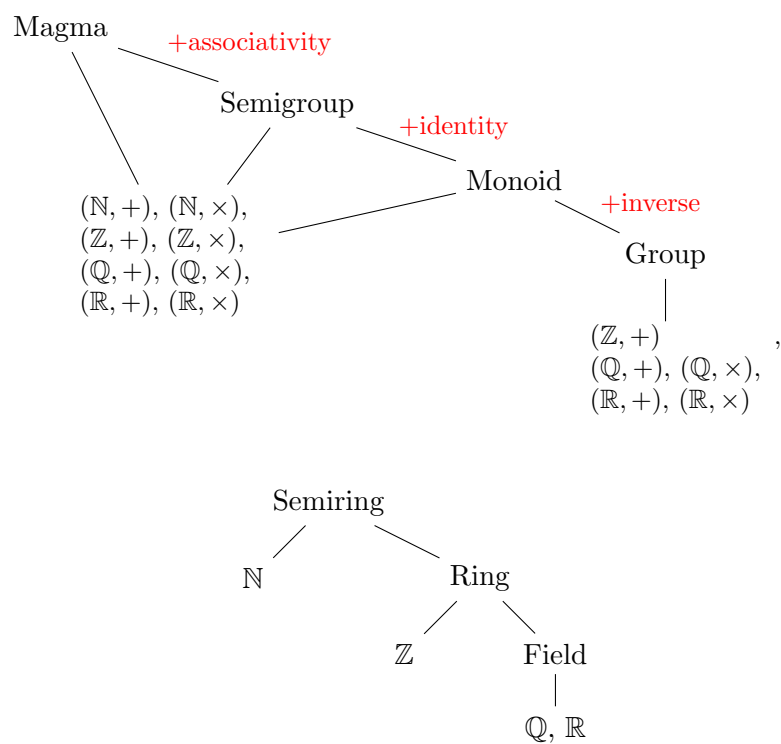 Magma
+associativity
Semigroup
+identity
Monoid
+inverse
(ℕ, +), (ℕ, ×),
(ℤ, +), (ℤ, ×),
(ℚ, +), (ℚ, ×),
(ℝ, +), (ℝ, ×)
Group
(ℤ, +) ,
(ℚ, +), (ℚ, ×),
(ℝ, +), (ℝ, ×)
Semiring
ℕ
Ring
ℤ
Field
ℚ, ℝ